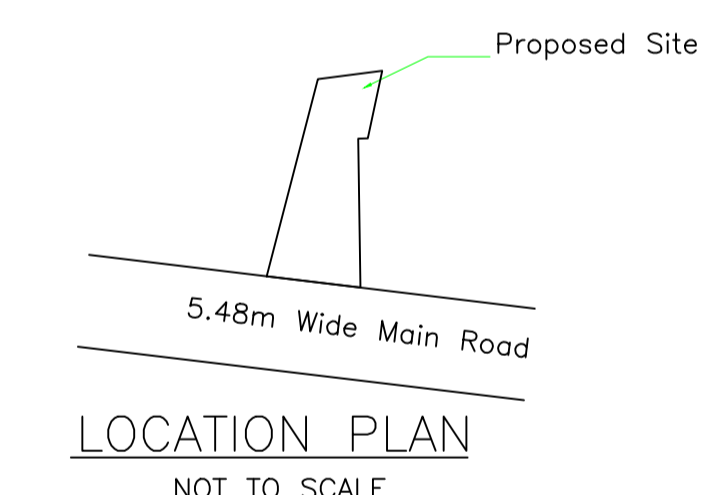 Proposed Site
5.48m Wide Main Road
LOCATION PLAN
NOT TO SCALE